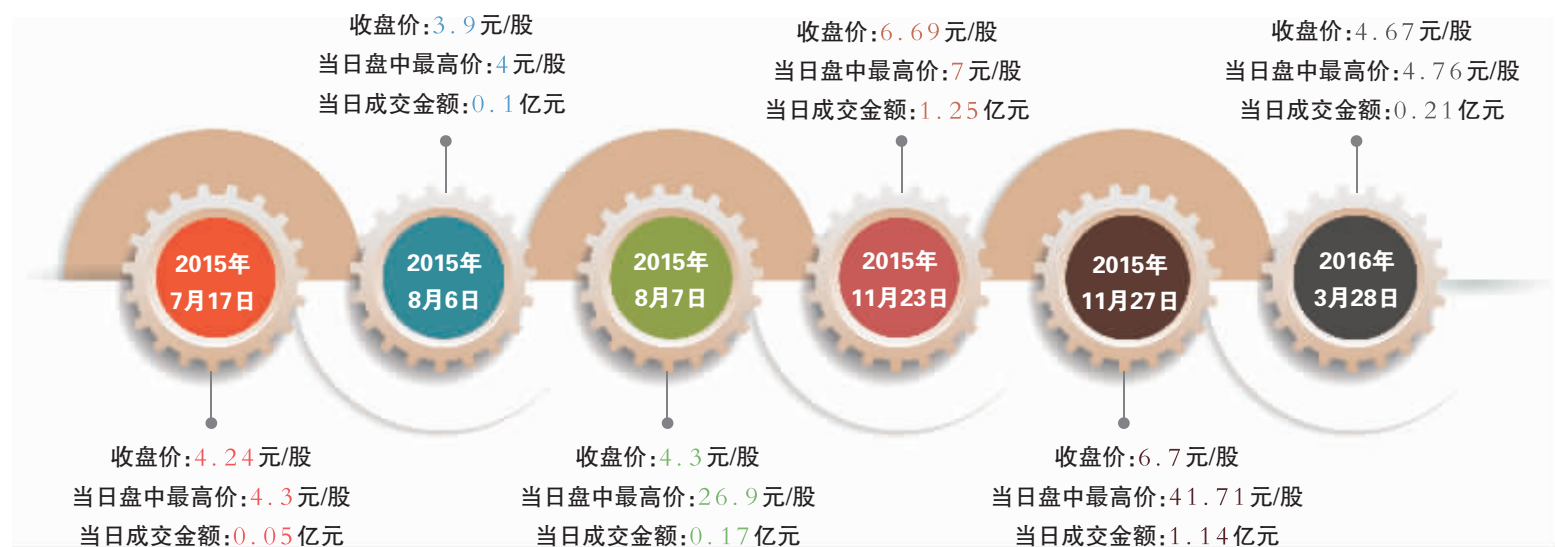 2015年
7月17日
收盘价:4.24元/股
当日盘中最高价:4.3元/股
当日成交金额:0.05亿元
收盘价:3.9元/股
当日盘中最高价:4元/股
当日成交金额:0.1亿元
2015年
8月6日
2015年
8月7日
收盘价:4.3元/股
当日盘中最高价:26.9元/股
当日成交金额:0.17亿元
收盘价:6.69元/股
当日盘中最高价:7元/股
当日成交金额:1.25亿元
2015年
11月23日
2015年
11月27日
收盘价:6.7元/股
当日盘中最高价:41.71元/股
当日成交金额:1.14亿元
收盘价:4.67元/股
当日盘中最高价:4.76元/股
当日成交金额:0.21亿元
2016年
3月28日